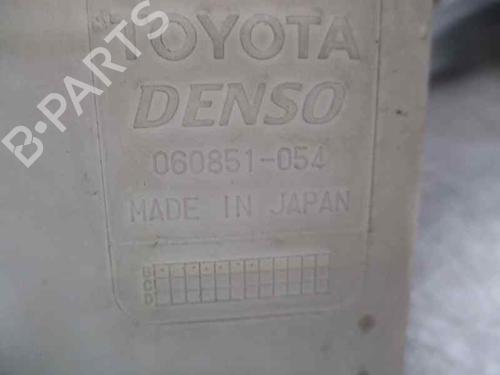 TOYOTA
DENSO
060851-054
MADE IN JAPAN
B
C
D
B-PARTS